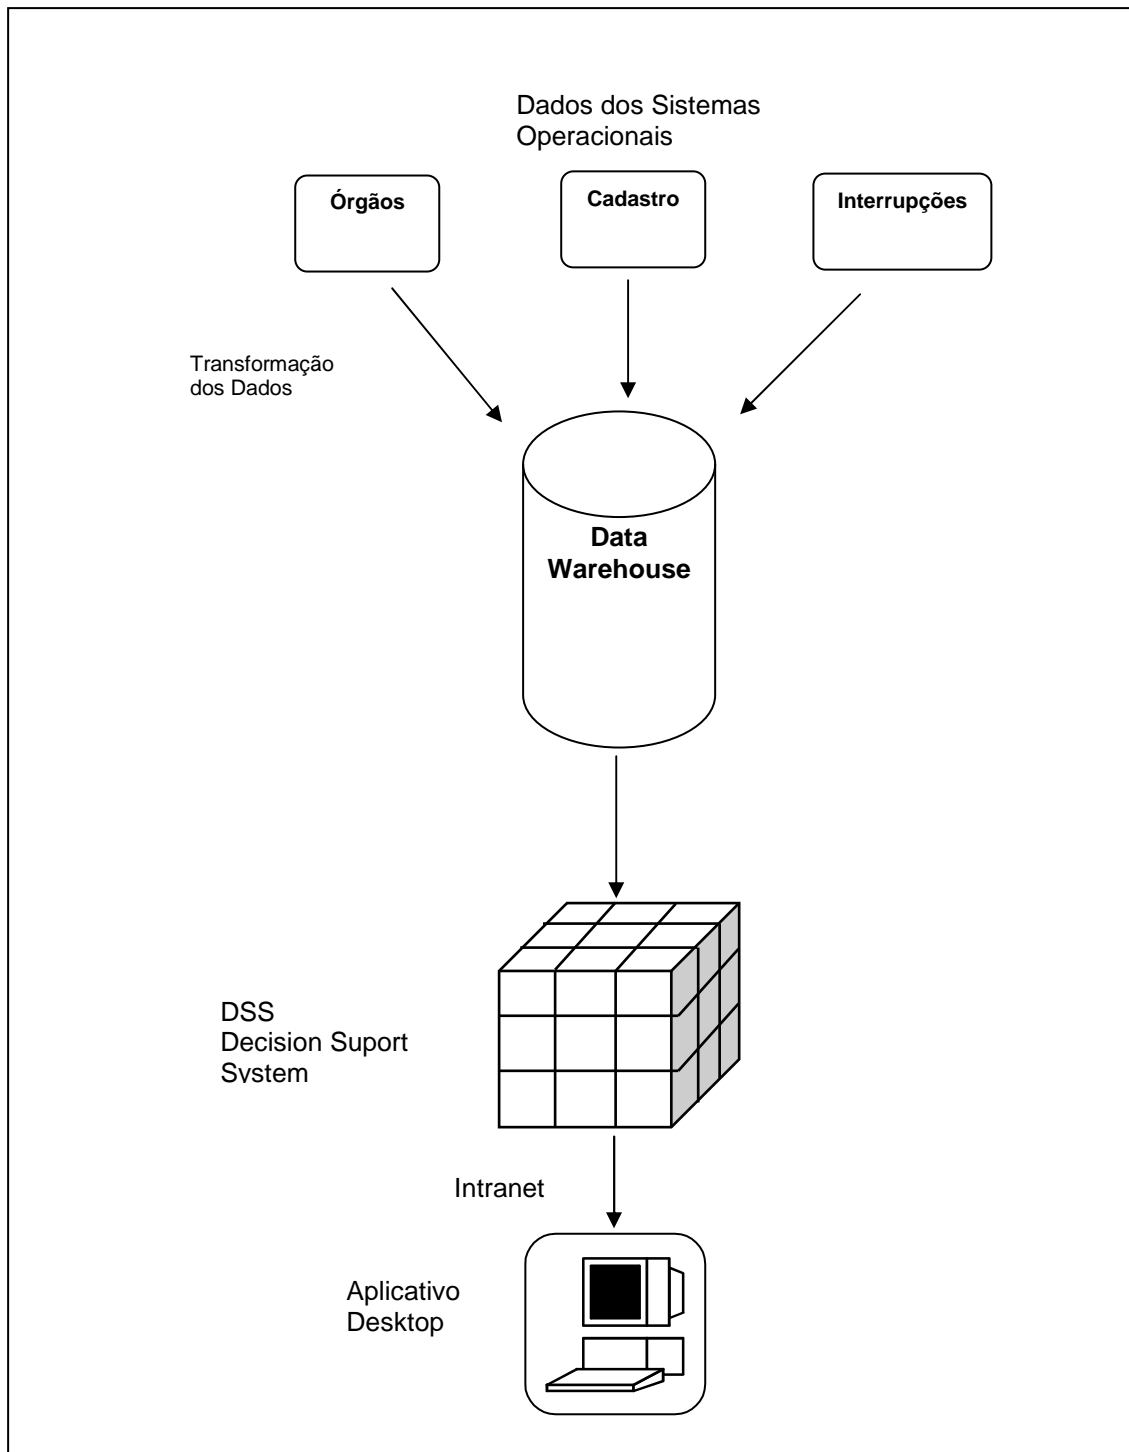 Dados dos Sistemas
Operacionais
Órgãos
Cadastro
Interrupções
Transformação
dos Dados
Data
Warehouse
DSS
Decision Suport
System
Intranet
Aplicativo
Desktop